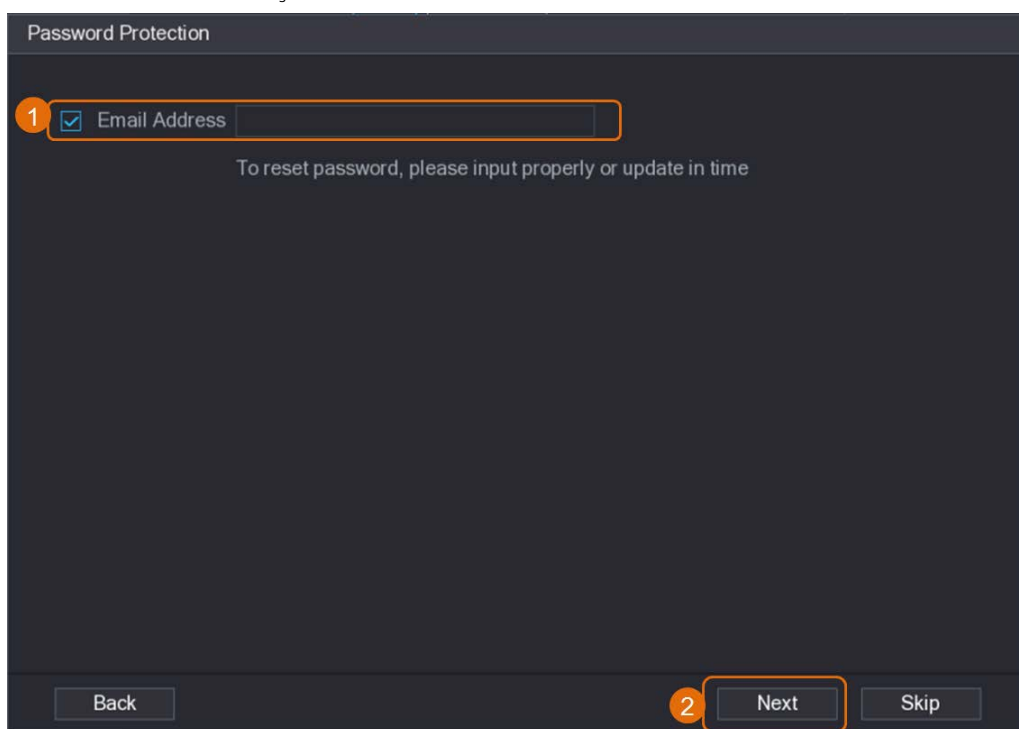 Password Protection
1 Email Address
To reset password, please input properly or update in time
Back 2 Next Skip